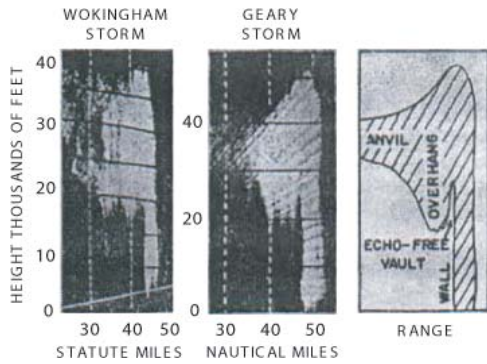 WOKINGHAM
STORM
GEARY
STORM
HEIGHT THOUSANDS OF FEET
40
30
20
10
0
30
40
50
STATUTE MILES
40
20
0
30
40
50
NAUTICAL MILES
ANVIL
OVERHANG
ECHO-FREE
VAULT
WALL
RANGE